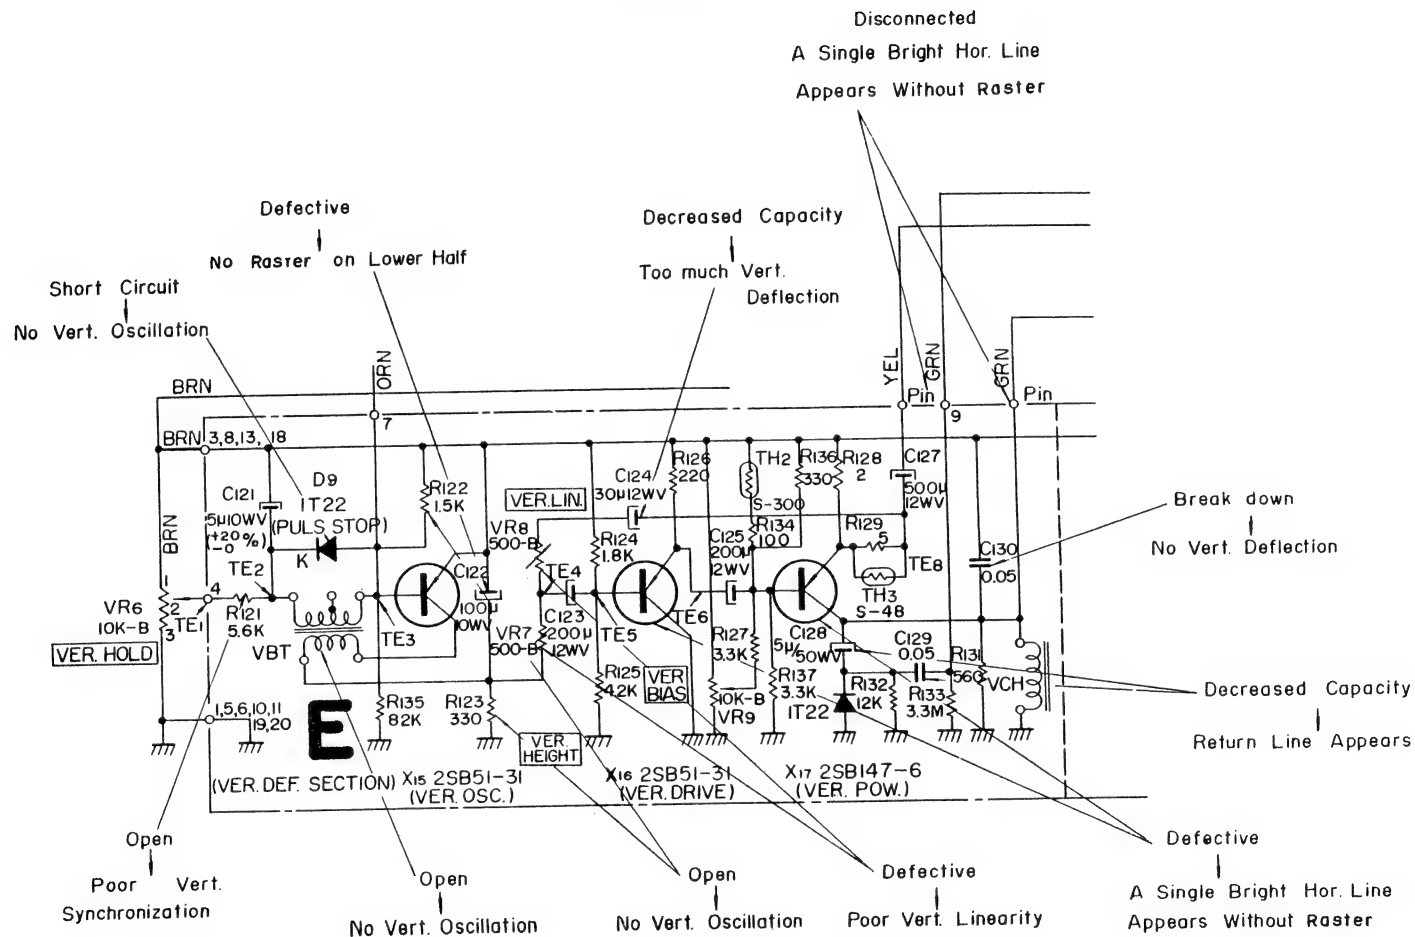 Disconnected
A Single Bright Hor. Line
Appears Without Raster
Defective
No Raster on Lower Half
Decreased Capacity
Too much Vert.
Deflection
Short Circuit
No Vert. Oscillation
BRN
ORN
YEL
GRN
GRN
Pin
9
Pin
7
BRN
3,8,13, 18
D9
IT22
(PULS STOP)
K
C121
5µ10WV
(+20%)
-0
R122
1.5K
VER.LIN.
VR8
500-B
C124
30µ12WV
R126
220
TH2
S-300
R136
330
R128
2
C127
500µ
12WV
Break down
No Vert. Deflection
BRN
TE2
4
2
3
TE1
R121
5.6K
VR6
10K-B
VER. HOLD
VBT
TE3
C122
100µ
10WV
TE4
R124
1.8K
C123
200µ
12WV
VR7
500-B
TE5
TE6
C125
200µ
12WV
R134
100
R129
5
TE8
TH3
S-48
C130
0.05
R127
3.3K
C128
5µ/
50WV
C129
0.05
R131
560
VCH
1,5,6,10,11
19,20
E
R135
82K
R123
330
VER.
HEIGHT
R125
4.2K
VER
BIAS
10K-B
VR9
R137
3.3K
IT22
R132
12K
R133
3.3M
Decreased Capacity
Return Line Appears
(VER. DEF. SECTION)
X15 2SB51-31
(VER. OSC.)
X16 2SB51-31
(VER. DRIVE)
X17 2SB147-6
(VER. POW.)
Open
Poor Vert.
Synchronization
Open
No Vert. Oscillation
Open
No Vert. Oscillation
Defective
Poor Vert. Linearity
Defective
A Single Bright Hor. Line
Appears Without Raster